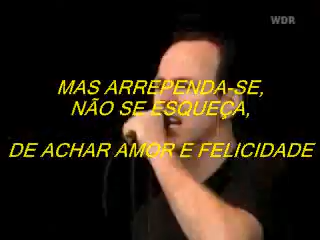 WDR
MAS ARREPENDA-SE,
NÃO SE ESQUEÇA,
DE ACHAR AMOR E FELICIDADE